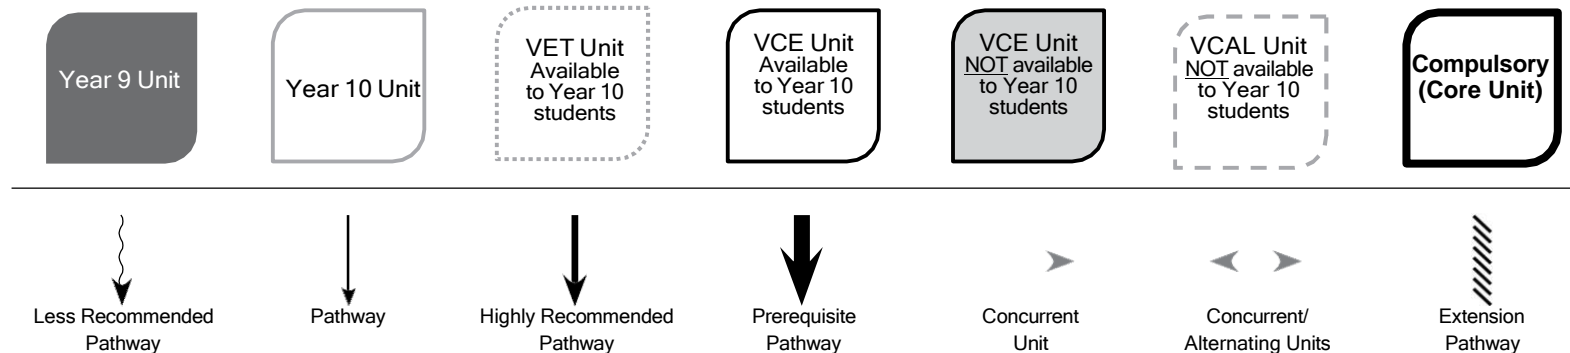 Year 9 Unit
Year 10 Unit
VET Unit
Available
to Year 10
students
VCE Unit
Available
to Year 10
students
VCE Unit
NOT available
to Year 10
students
VCAL Unit
NOT available
to Year 10
students
Compulsory
(Core Unit)
Less Recommended
Pathway
Pathway
Highly Recommended
Pathway
Prerequisite
Pathway
Concurrent
Unit
Concurrent/
Alternating Units
Extension
Pathway